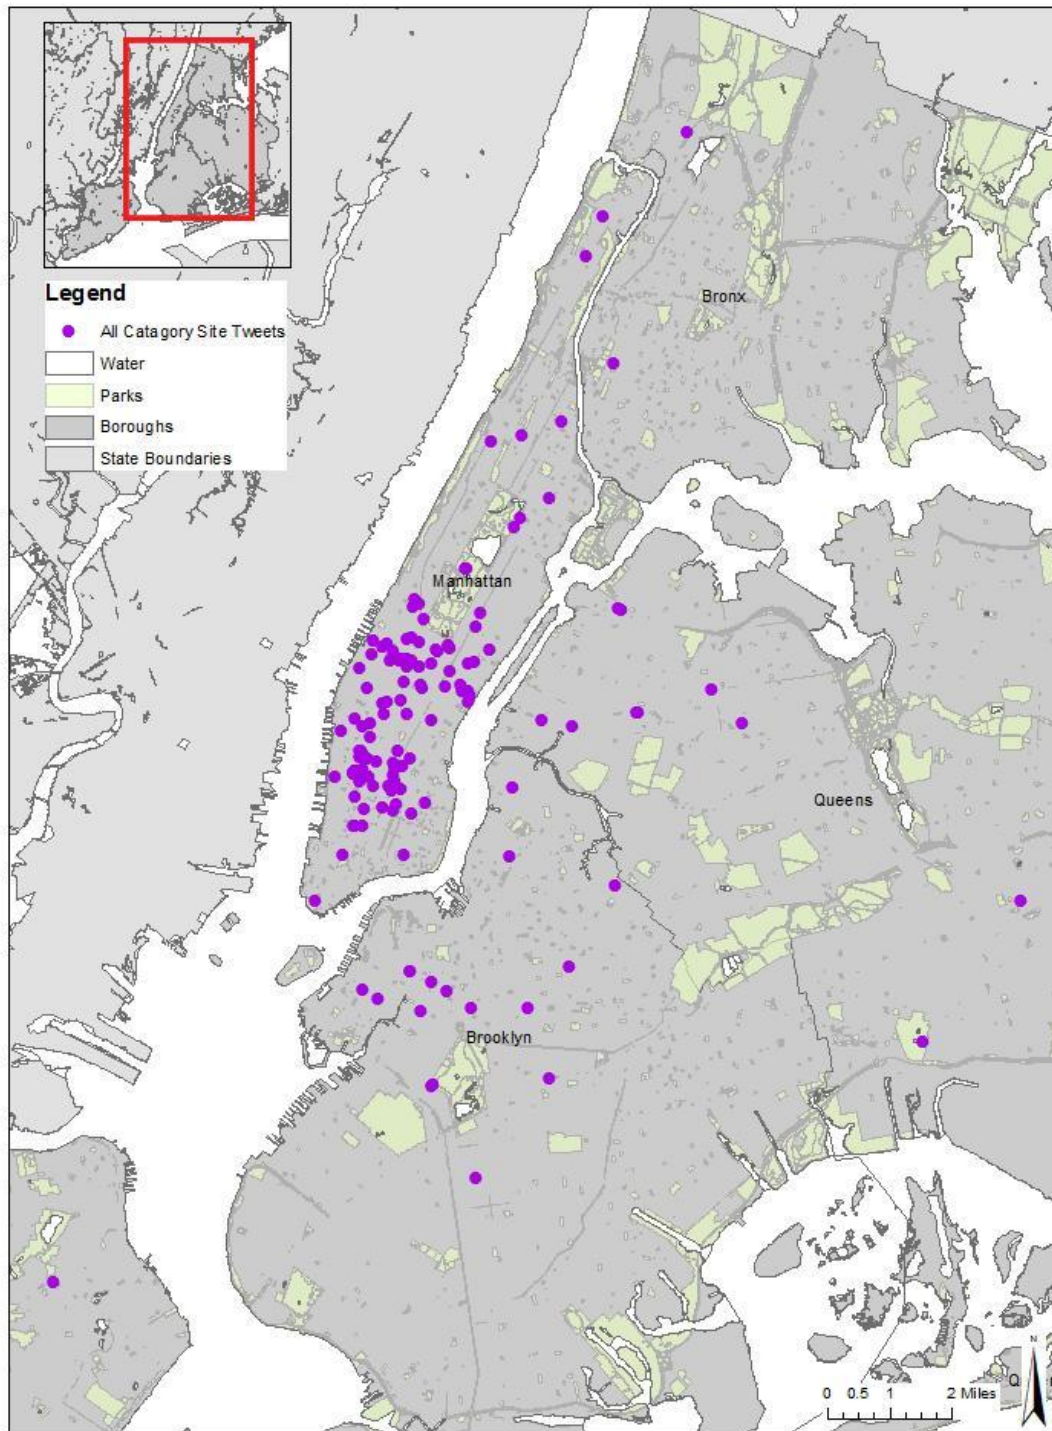 Legend
All Catagory Site Tweets
Water
Parks
Boroughs
State Boundaries
Bronx
Manhattan
Queens
Brooklyn
N
Q
0 0.5 1 2 Miles